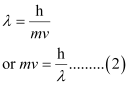 λ = h/mv
or mv = h/λ.........(2)